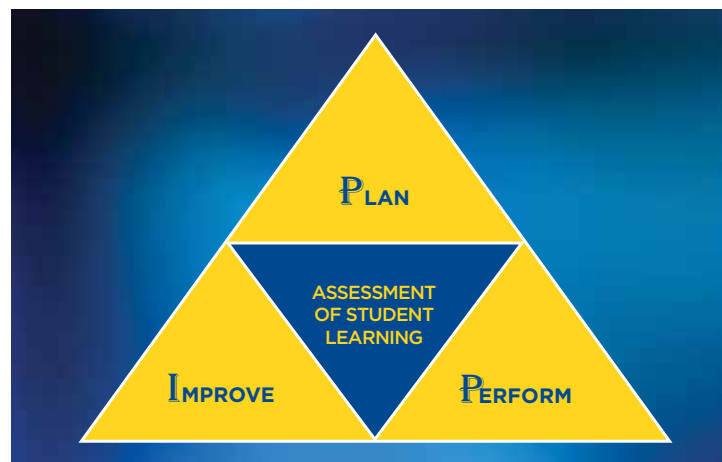 PLAN
ASSESSMENT
OF STUDENT
LEARNING
IMPROVE
PERFORM